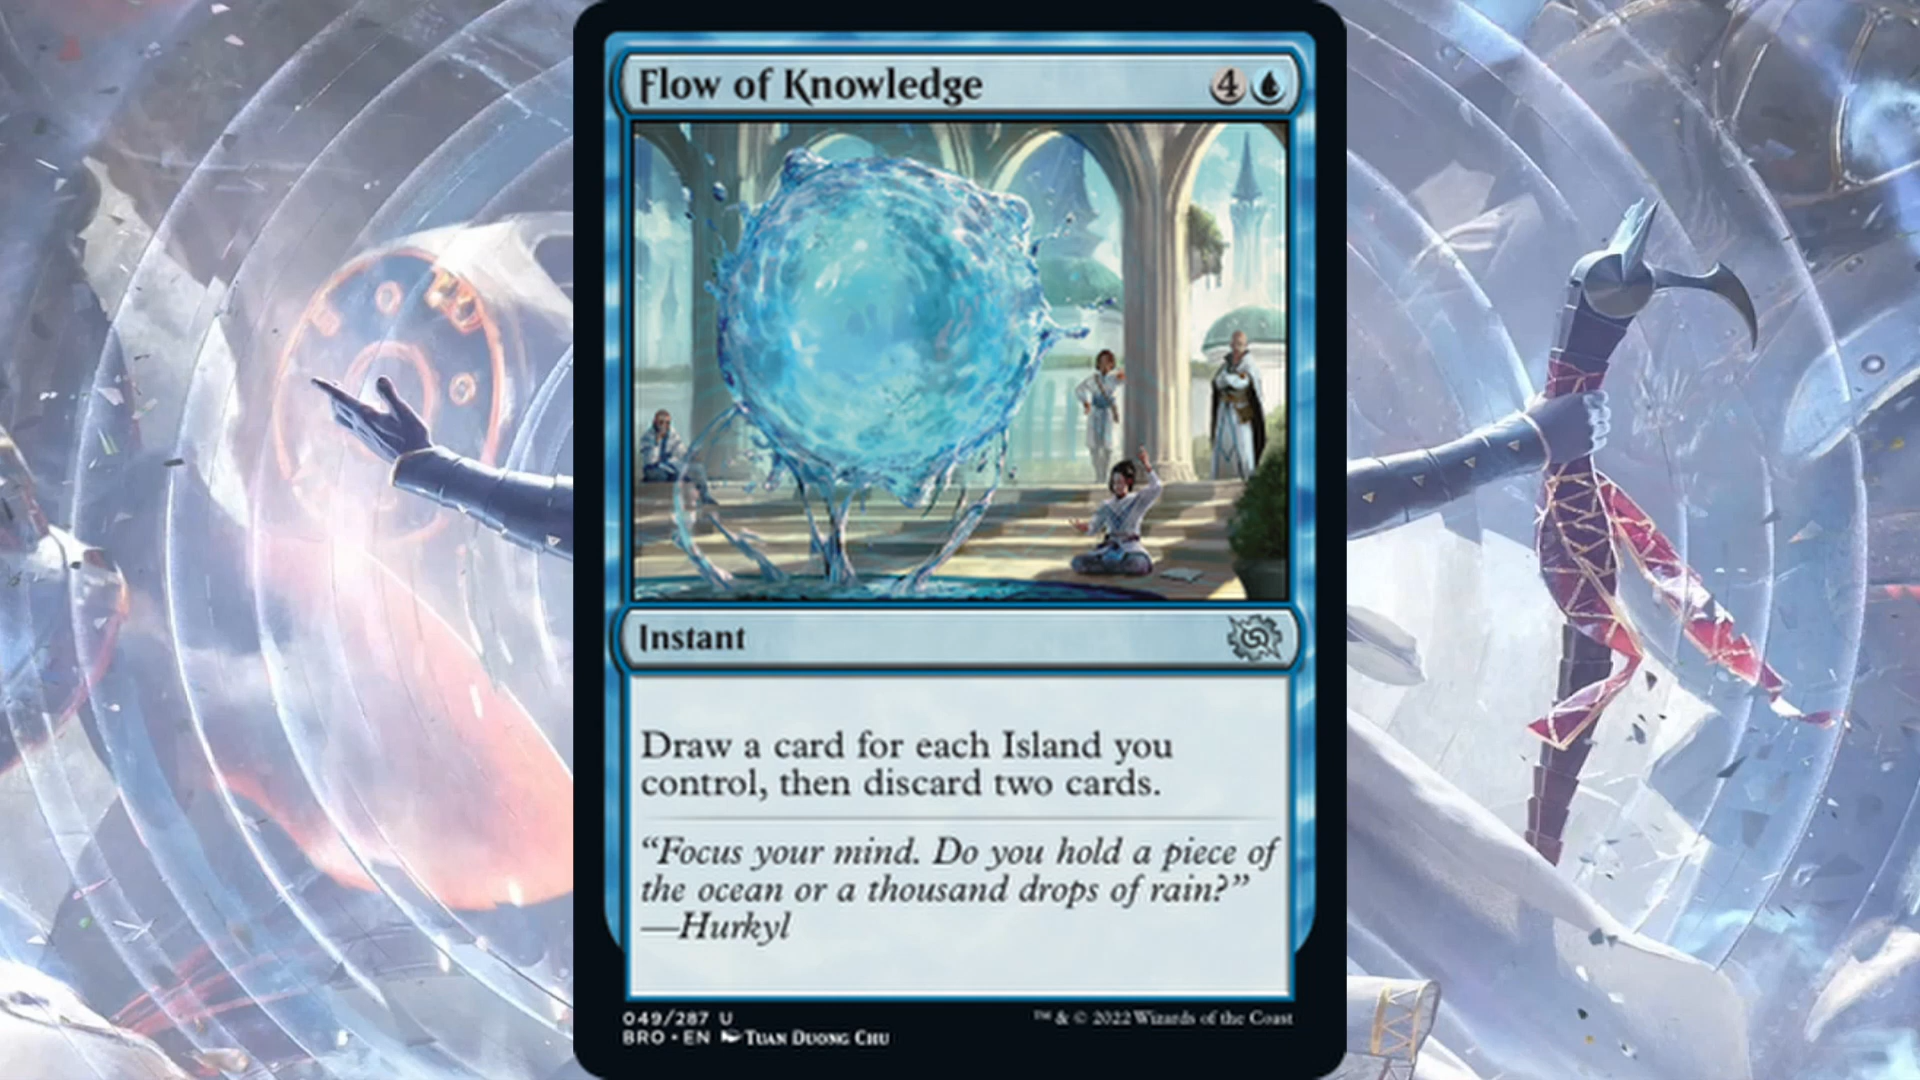 Flow of Knowledge 4
Instant
Draw a card for each Island you
control, then discard two cards.
“Focus your mind. Do you hold a piece of
the ocean or a thousand drops of rain?”
—Hurkyl
049/287 U
™ & © 2022 Wizards of the Coast
BRO • EN Tuan Duong Chu